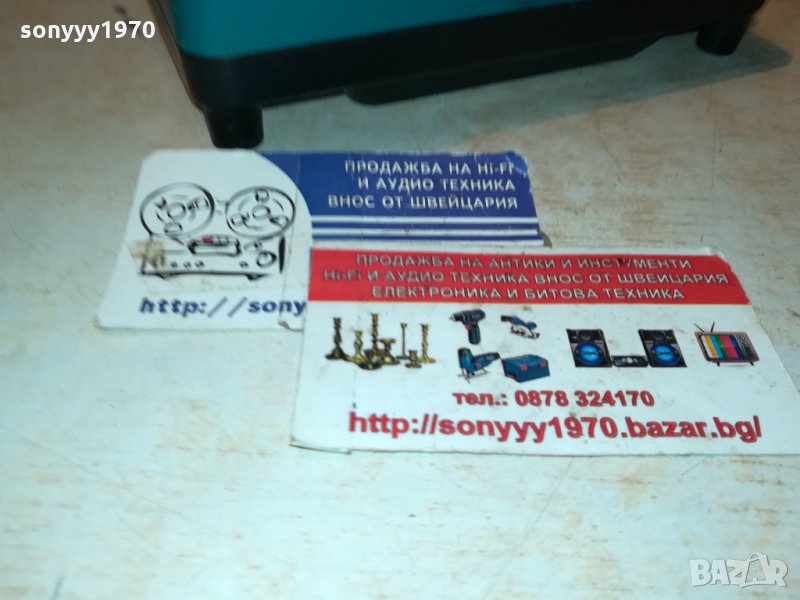 sonyyy1970
ПРОДАЖБА НА Hi-Fi
И АУДИО ТЕХНИКА
ВНОС ОТ ШВЕЙЦАРИЯ
http://sony
ПРОДАЖБА НА АНТИКИ И ИНСТРУМЕНТИ
Hi-Fi И АУДИО ТЕХНИКА ВНОС ОТ ШВЕЙЦАРИЯ
ЕЛЕКТРОНИКА И БИТОВА ТЕХНИКА
тел.: 0878 324170
http://sonyyy1970.bazar.bg/
BAZAR